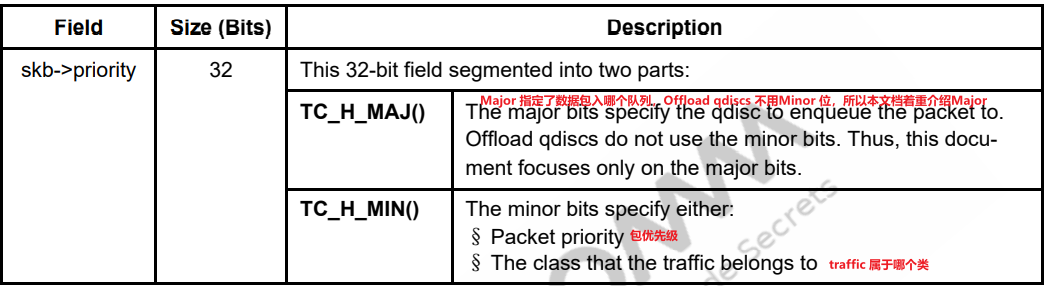 Field Size (Bits) Description
skb->priority 32 This 32-bit field segmented into two parts:
Major 指定了数据包入哪个队列，Offload qdiscs 不用Minor 位，所以本文档着重介绍Major
TC_H_MAJ() The major bits specify the qdisc to enqueue the packet to.
Offload qdiscs do not use the minor bits. Thus, this docu-
ment focuses only on the major bits.
TC_H_MIN() The minor bits specify either:
§ Packet priority 包优先级
§ The class that the traffic belongs to traffic 属于哪个类
de Secrets